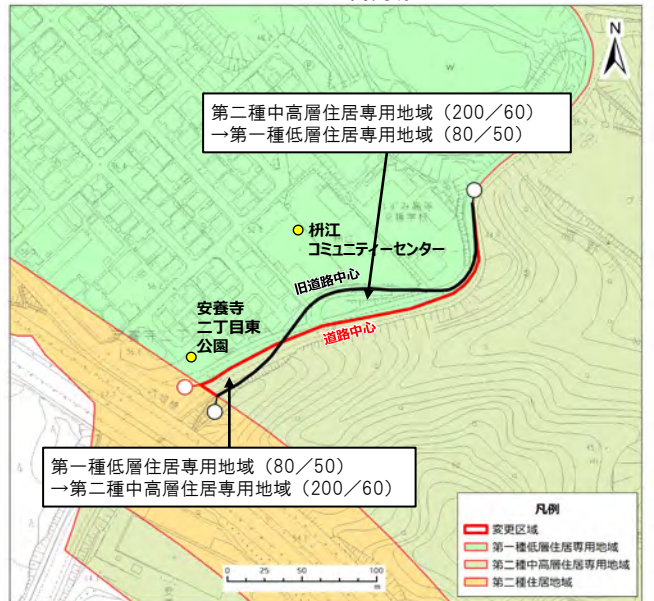 N
第二種中高層住居専用地域（200／60）
→第一種低層住居専用地域（80／50）
枡江
コミュニティーセンター
旧道路中心
道路中心
安養寺
二丁目東
公園
第一種低層住居専用地域（80／50）
→第二種中高層住居専用地域（200／60）
凡例
変更区域
第一種低層住居専用地域
第二種中高層住居専用地域
第二種住居地域
0 25 50 100
m